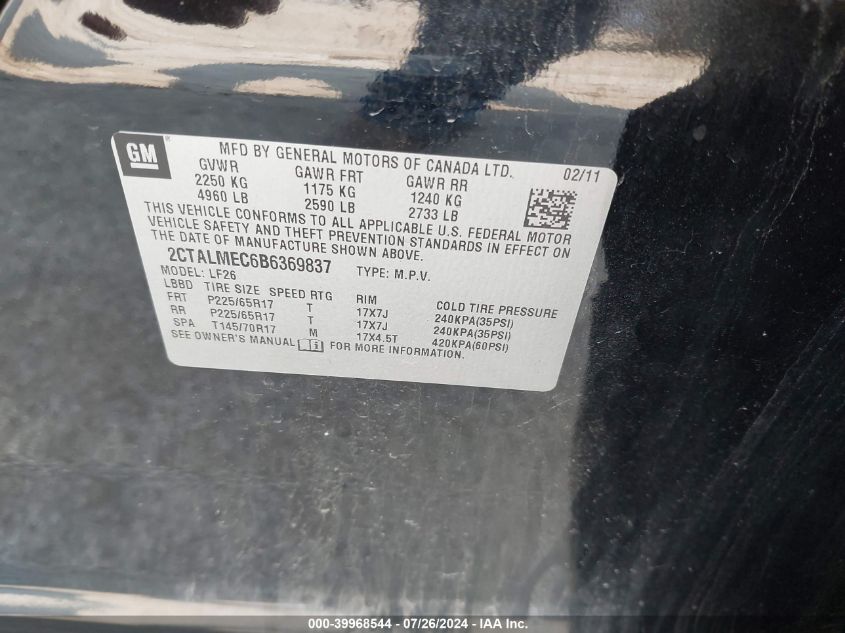 GM ® MFD BY GENERAL MOTORS OF CANADA LTD.
GVWR GAWR FRT GAWR RR 02/11
2250 KG 1175 KG 1240 KG
4960 LB 2590 LB 2733 LB
THIS VEHICLE CONFORMS TO ALL APPLICABLE U.S. FEDERAL MOTOR
VEHICLE SAFETY AND THEFT PREVENTION STANDARDS IN EFFECT ON
THE DATE OF MANUFACTURE SHOWN ABOVE.
2CTALMEC6B6369837 TYPE: M.P.V.
MODEL: LF26
LBBD TIRE SIZE SPEED RTG RIM COLD TIRE PRESSURE
FRT P225/65R17 T 17X7J 240KPA(35PSI)
RR P225/65R17 T 17X7J 240KPA(35PSI)
SPA T145/70R17 M 17X4.5T 420KPA(60PSI)
SEE OWNER'S MANUAL FOR MORE INFORMATION.
000-39968544 / 07/26/2024 - IAA Inc.